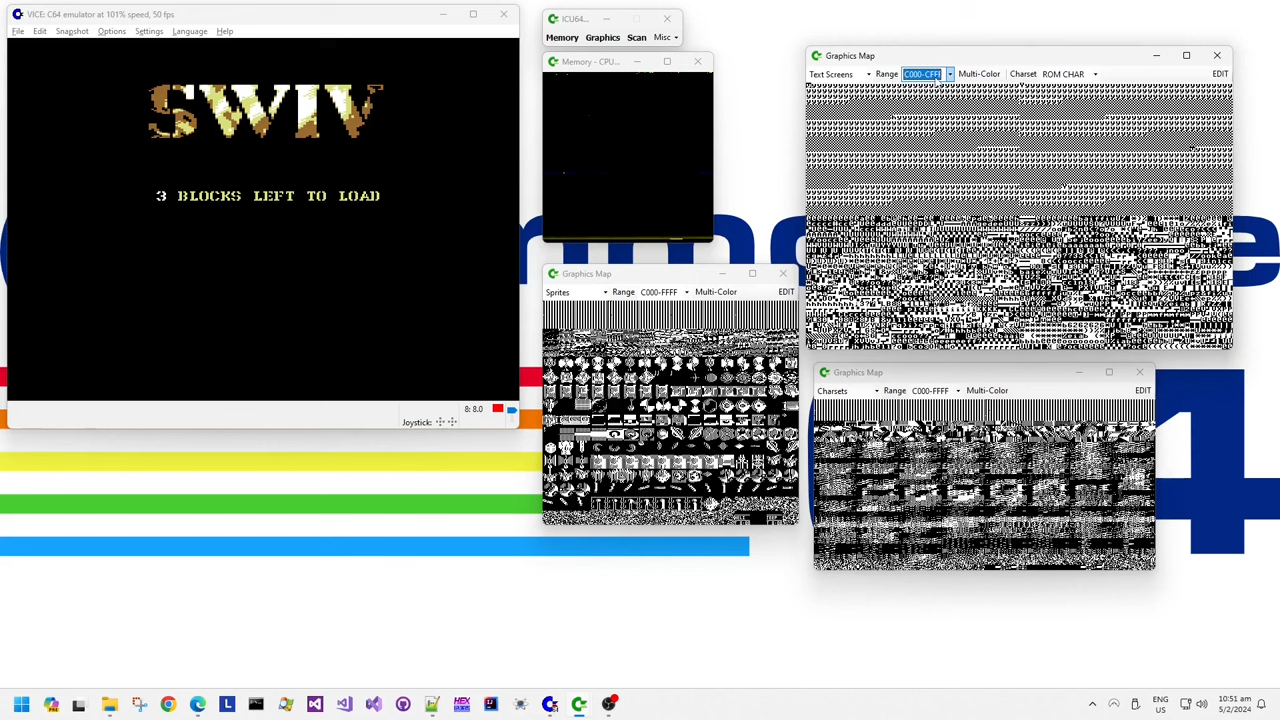 VICE: C64 emulator at 101% speed, 50 fps
File Edit Snapshot Options Settings Language Help
SWIV
3 BLOCKS LEFT TO LOAD
8: 8.0
Joystick:
ICU64...
Memory Graphics Scan Misc
Memory - CPU...
Graphics Map
Sprites Range C000-FFFF Multi-Color EDIT
Graphics Map
Text Screens Range C000-CFFF Multi-Color Charset ROM CHAR EDIT
Graphics Map
Charsets Range C000-FFFF Multi-Color EDIT
ENG
US
10:51 am
5/2/2024